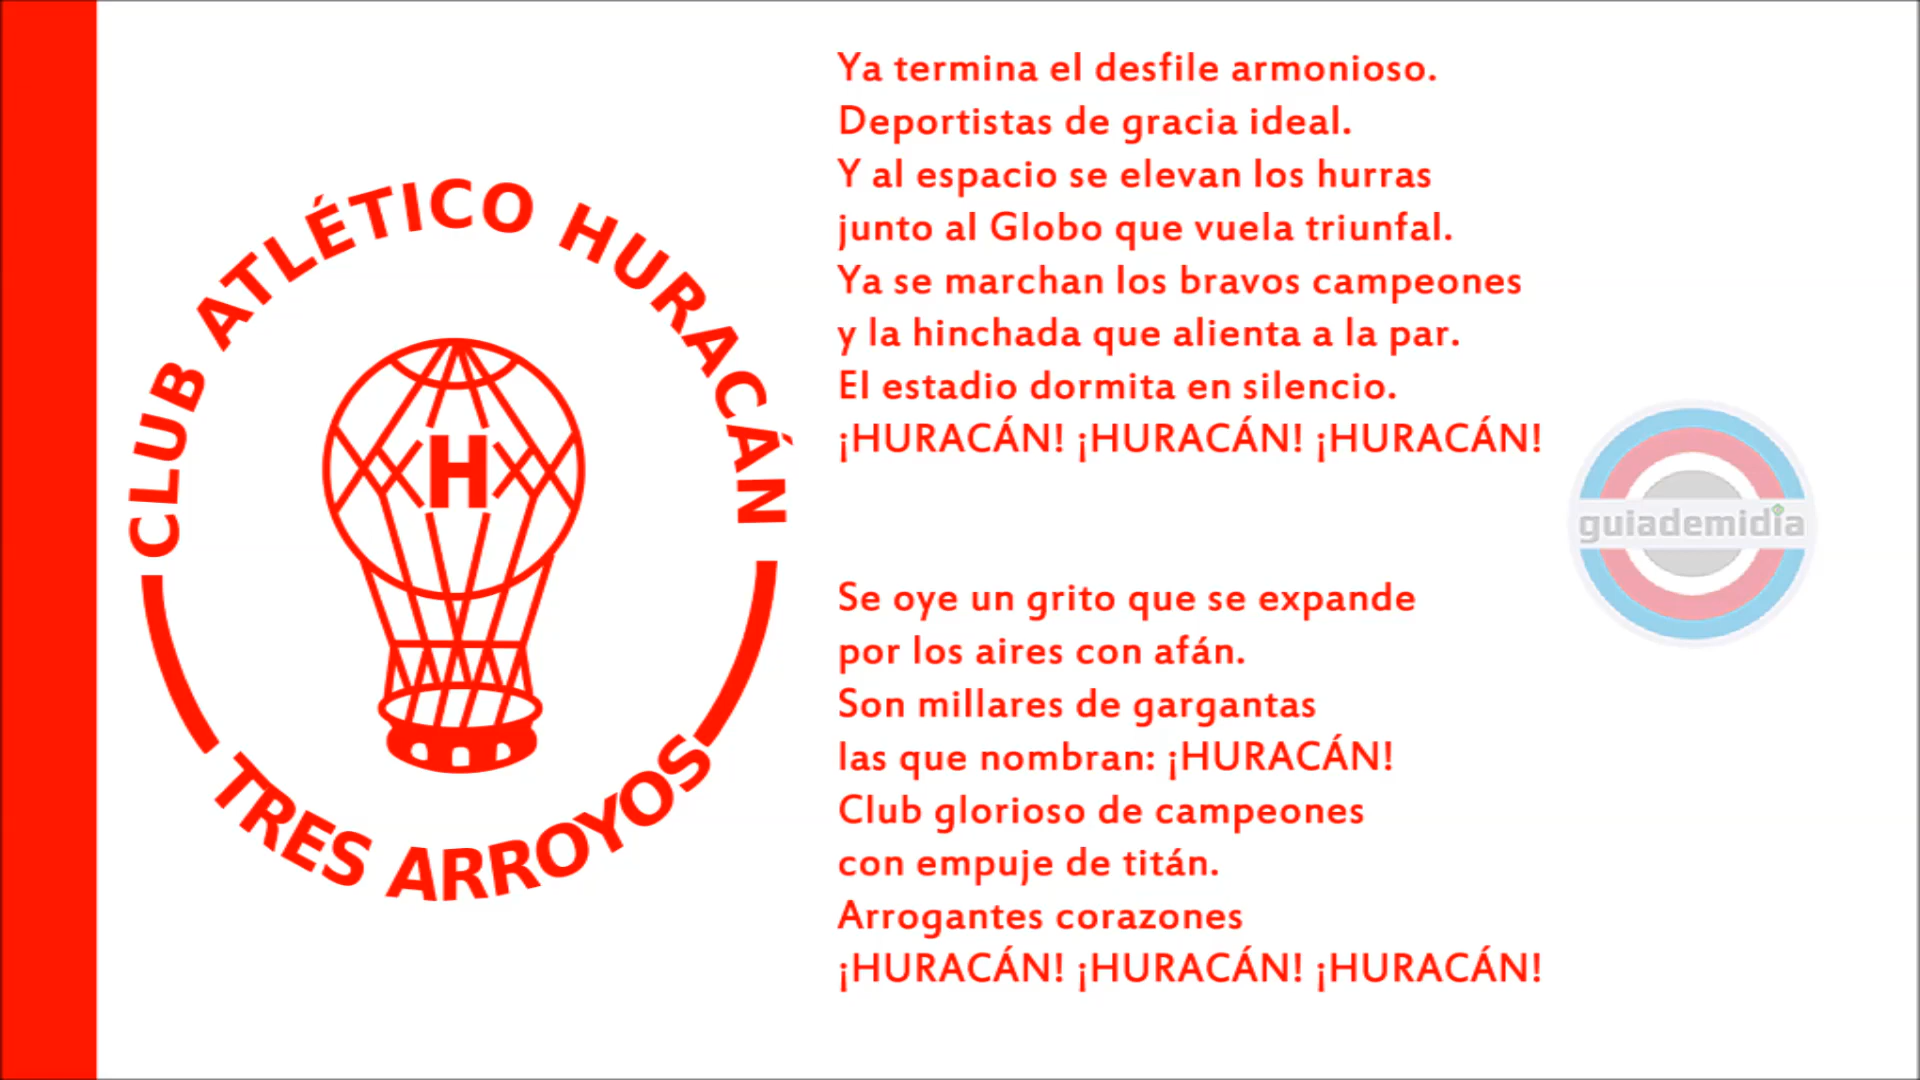 CLUB ATLÉTICO HURACÁN
H
TRES ARROYOS
Ya termina el desfile armonioso.
Deportistas de gracia ideal.
Y al espacio se elevan los hurras
junto al Globo que vuela triunfal.
Ya se marchan los bravos campeones
y la hinchada que alienta a la par.
El estadio dormita en silencio.
¡HURACÁN! ¡HURACÁN! ¡HURACÁN!
guiademidia
Se oye un grito que se expande
por los aires con afán.
Son millares de gargantas
las que nombran: ¡HURACÁN!
Club glorioso de campeones
con empuje de titán.
Arrogantes corazones
¡HURACÁN! ¡HURACÁN! ¡HURACÁN!